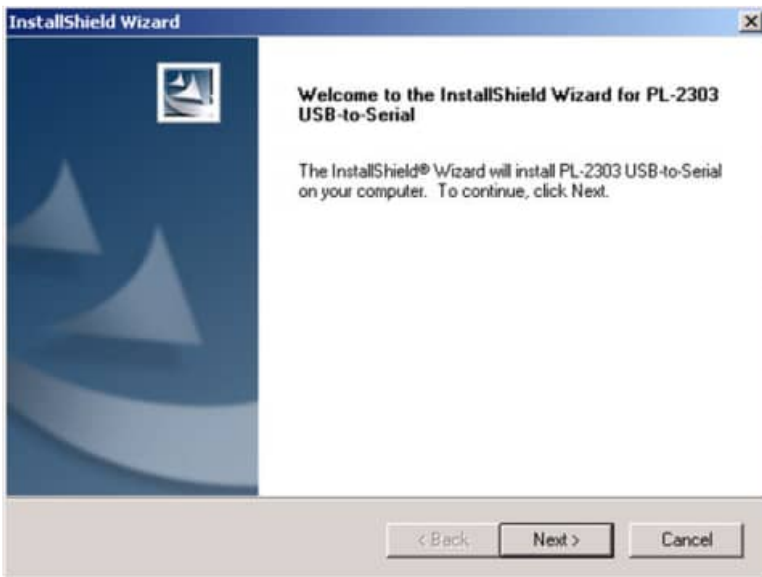 InstallShield Wizard
Welcome to the InstallShield Wizard for PL-2303
USB-to-Serial
The InstallShield® Wizard will install PL-2303 USB-to-Serial
on your computer. To continue, click Next.
< Back
Next >
Cancel